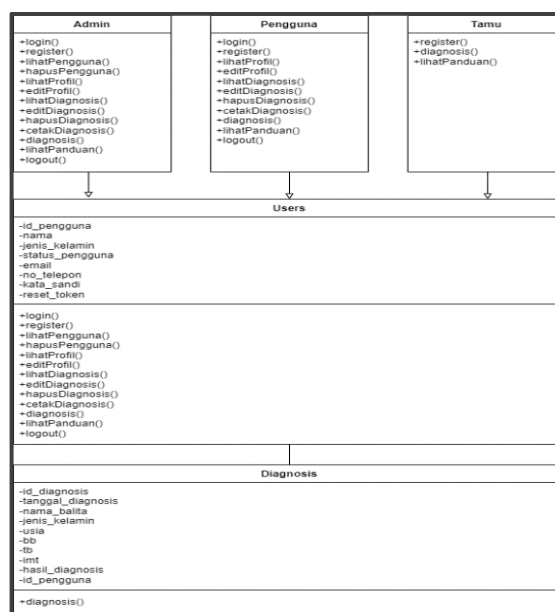 Admin
+login()
+register()
+lihatPengguna()
+hapusPengguna()
+lihatProfil()
+editProfil()
+lihatDiagnosis()
+editDiagnosis()
+hapusDiagnosis()
+cetakDiagnosis()
+diagnosis()
+lihatPanduan()
+logout()
Pengguna
+login()
+register()
+lihatProfil()
+editProfil()
+lihatDiagnosis()
+editDiagnosis()
+hapusDiagnosis()
+cetakDiagnosis()
+diagnosis()
+lihatPanduan()
+logout()
Tamu
+register()
+diagnosis()
+lihatPanduan()
Users
-id_pengguna
-nama
-jenis_kelamin
-status_pengguna
-email
-no_telepon
-kata_sandi
-reset_token
+login()
+register()
+lihatPengguna()
+hapusPengguna()
+lihatProfil()
+editProfil()
+lihatDiagnosis()
+editDiagnosis()
+hapusDiagnosis()
+cetakDiagnosis()
+diagnosis()
+lihatPanduan()
+logout()
Diagnosis
-id_diagnosis
-tanggal_diagnosis
-nama_balita
-jenis_kelamin
-usia
-bb
-tb
-imt
-hasil_diagnosis
-id_pengguna
+diagnosis()